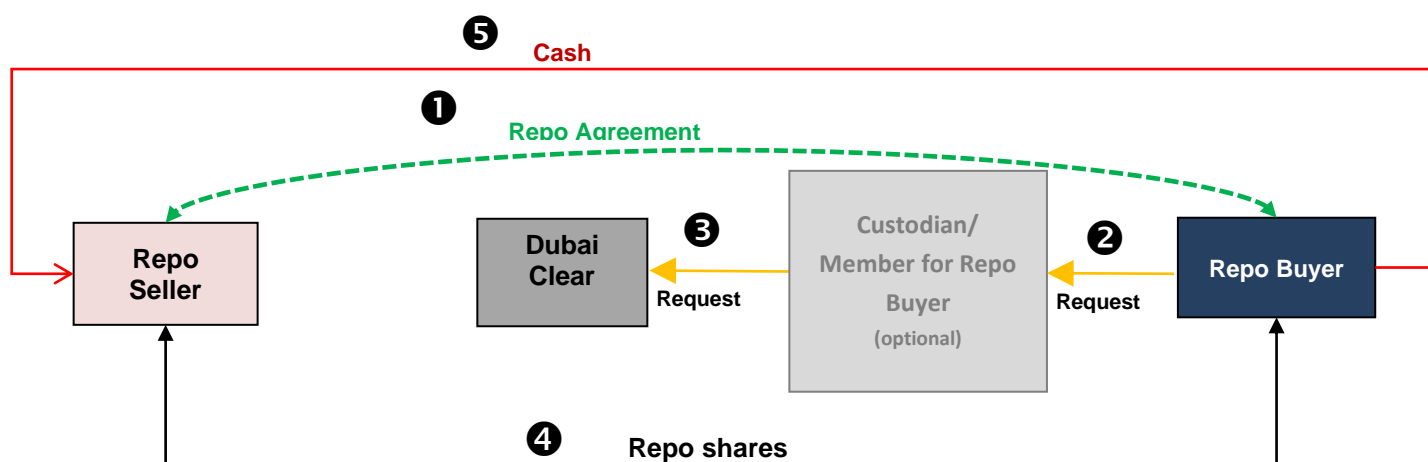 ❺
Cash
❶
Repo Agreement
Repo
Seller
Dubai
Clear
❸
Request
Custodian/
Member for Repo
Buyer
(optional)
❷
Request
Repo Buyer
❹
Repo shares